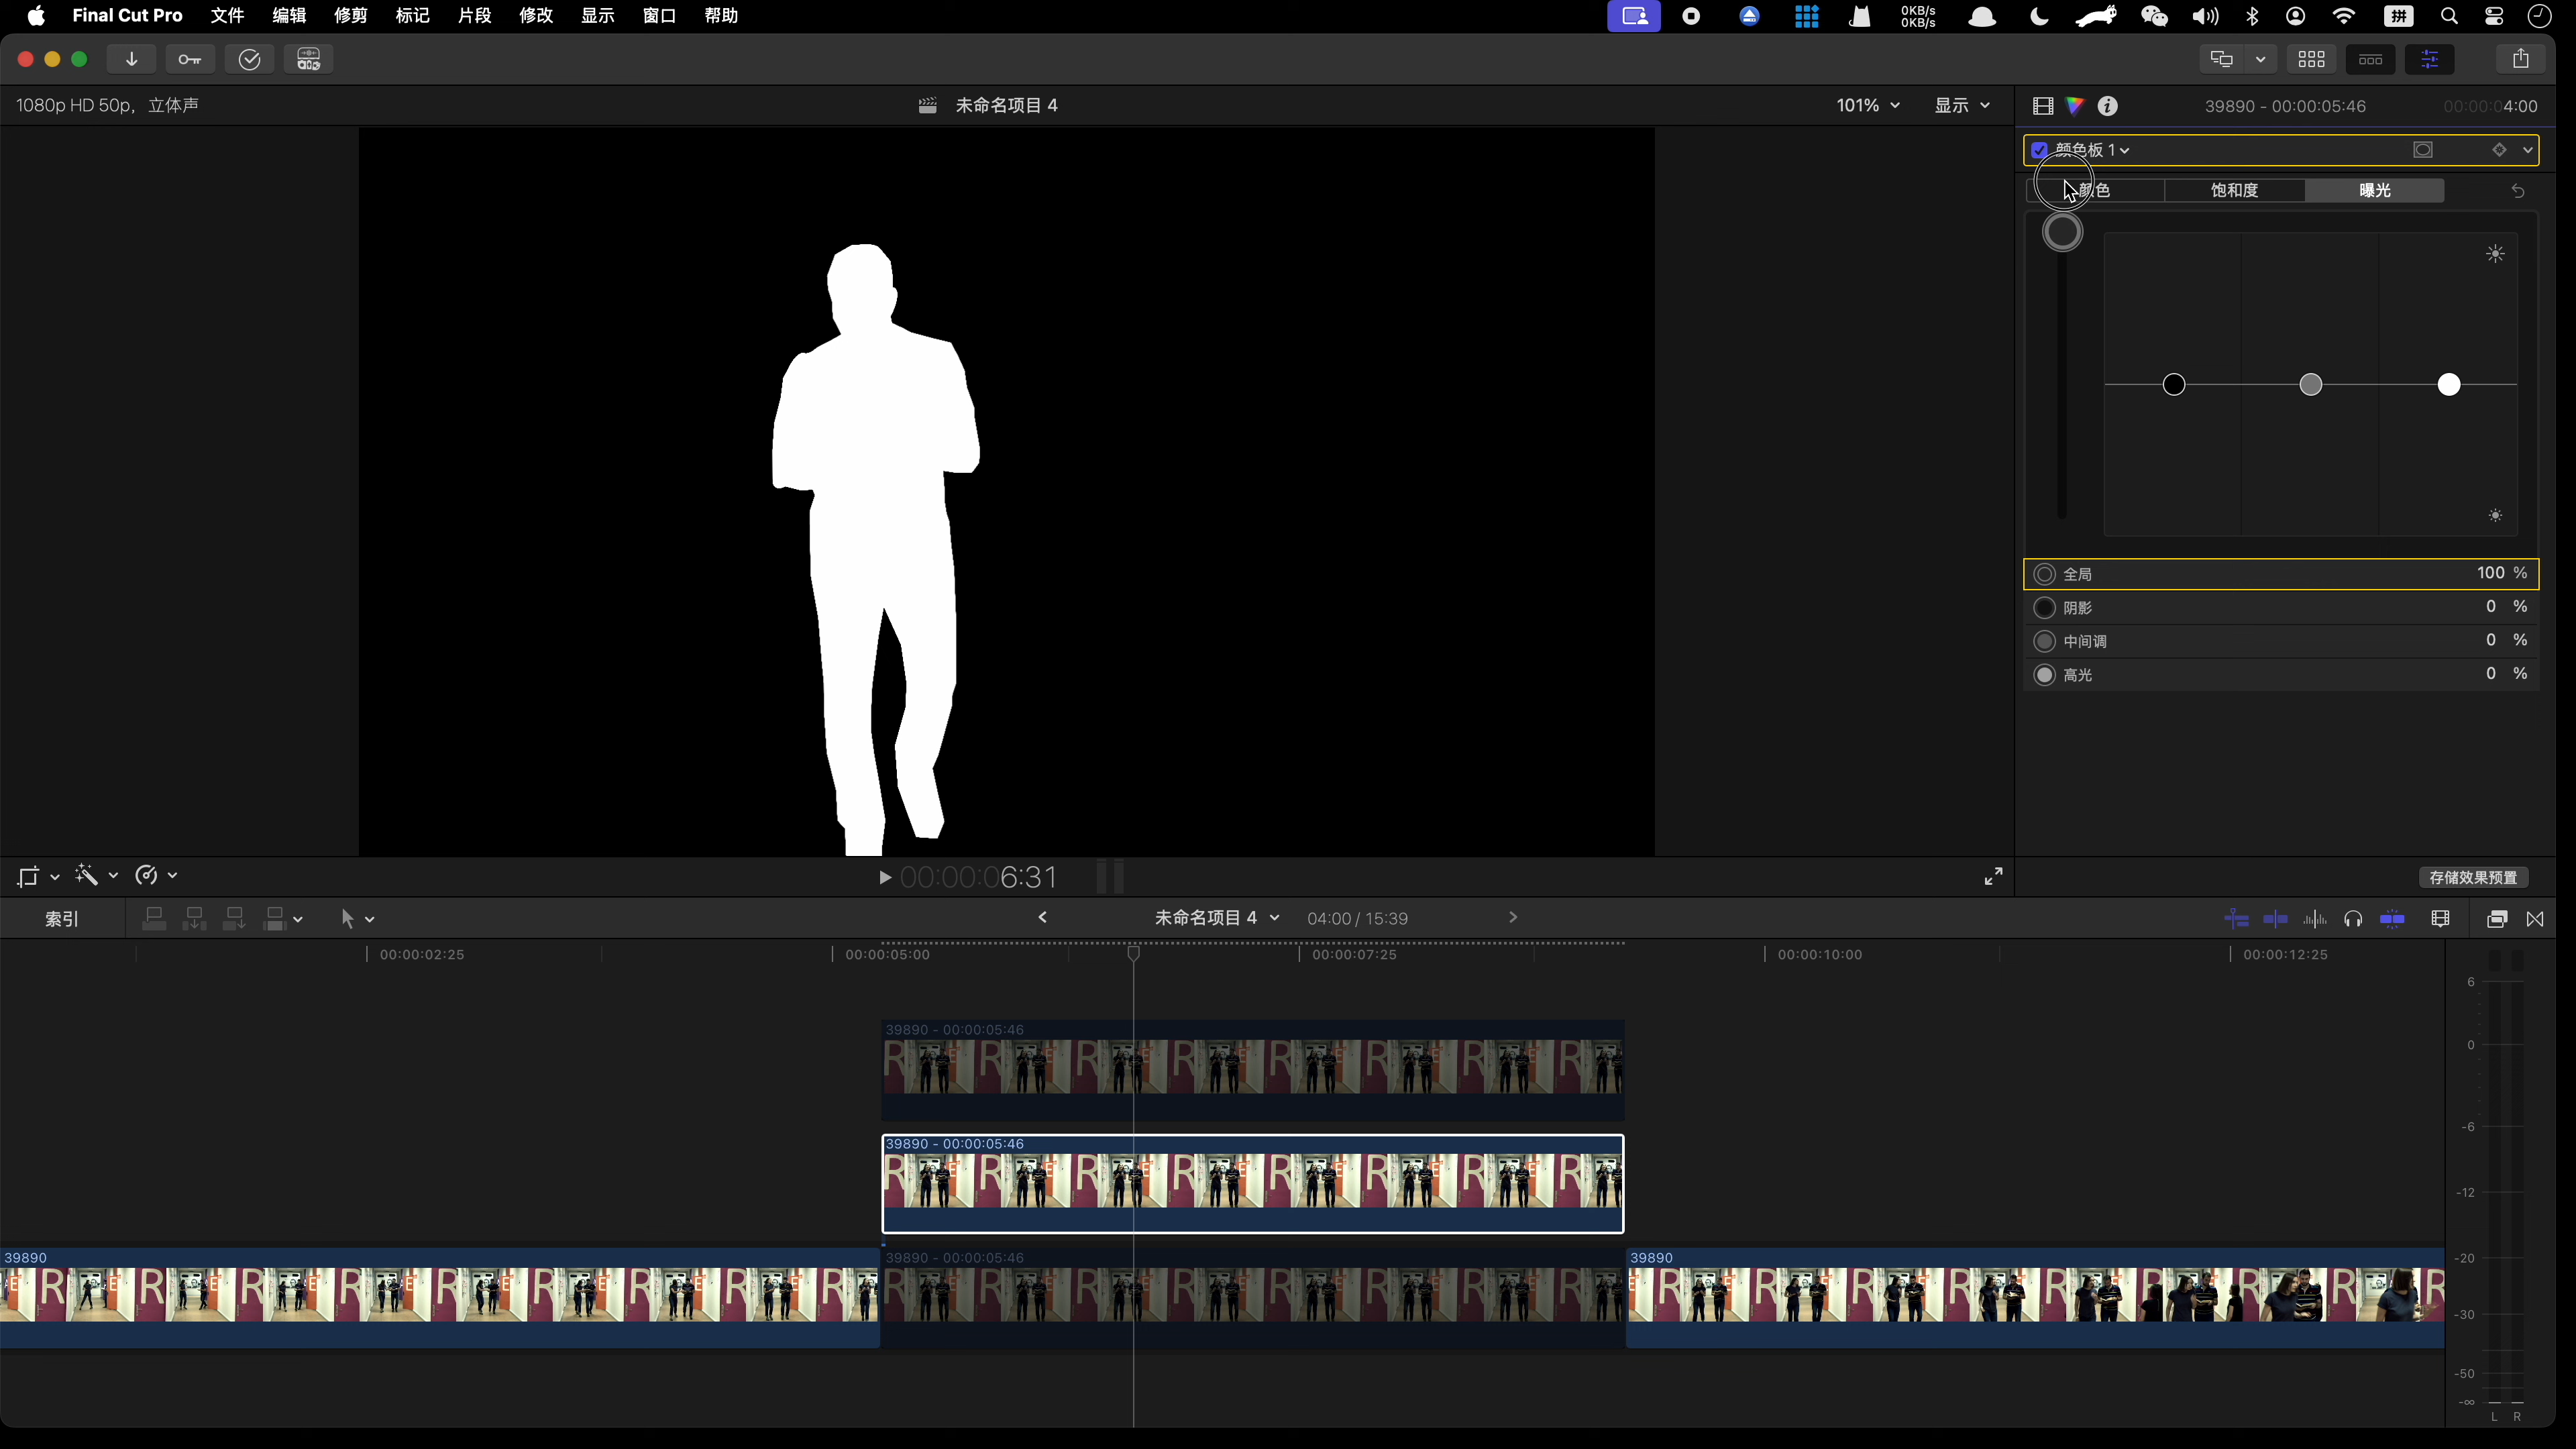 Final Cut Pro 文件 编辑 修剪 标记 片段 修改 显示 窗口 帮助
0KB/s
0KB/s
拼
1080p HD 50p, 立体声
未命名项目 4
101%
显示
39890 - 00:00:05:46
00:00:04:00
颜色板 1
颜色
饱和度
曝光
全局 100 %
阴影 0 %
中间调 0 %
高光 0 %
00:00:06:31
存储效果预置
索引
未命名项目 4
04:00 / 15:39
00:00:02:25
00:00:05:00
00:00:07:25
00:00:10:00
00:00:12:25
39890 - 00:00:05:46
39890 - 00:00:05:46
39890
39890 - 00:00:05:46
39890
6
0
-6
-12
-20
-30
-50
-∞
L R